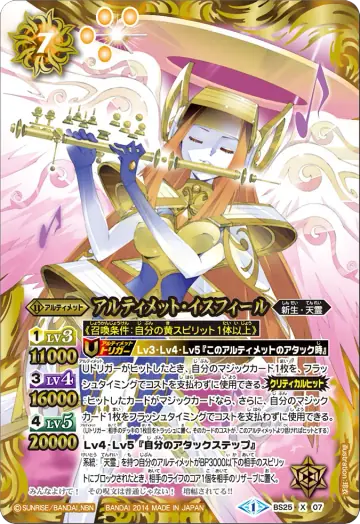 7
アルティメット アルティメット・イスフィール 新生・天霊
《召喚条件:自分の黄スピリット1体以上》
1 Lv3 11000
3 Lv4 16000
4 Lv5 20000
Uトリガー Lv3・Lv4・Lv5『このアルティメットのアタック時』
Uトリガーがヒットしたとき、自分のマジックカード1枚を、フラッ
シュタイミングでコストを支払わずに使用できる。クリティカルヒット
:ヒットしたカードがマジックカードなら、さらに、自分のマジック
カード1枚をフラッシュタイミングでコストを支払わずに使用できる。
Lv4・Lv5『自分のアタックステップ』
系統:「天霊」を持つ自分のアルティメットがBP3000以下の相手のスピリッ
トにブロックされたとき、相手のライフのコア1個を相手のリザーブに置く。
みんなよけて! その呪文は普通じゃない! 増幅されてる!!
©SUNRISE/BANDAI,NBN BANDAI 2014 MADE IN JAPAN BS25 - X 07